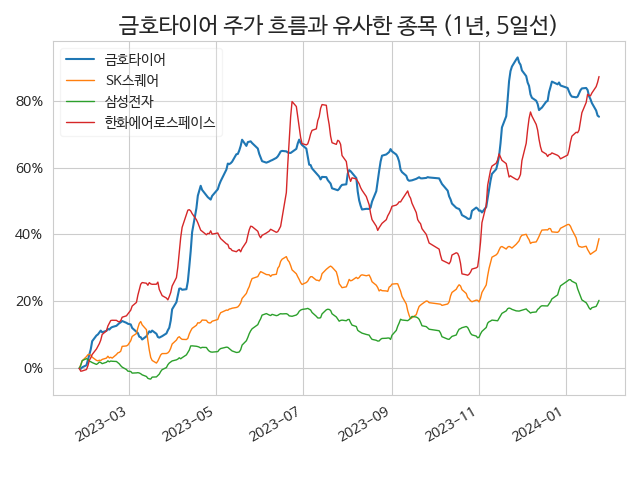 금호타이어 주가 흐름과 유사한 종목 (1년, 5일선)
금호타이어
SK스퀘어
삼성전자
한화에어로스페이스
80%
60%
40%
20%
0%
2023-03
2023-05
2023-07
2023-09
2023-11
2024-01